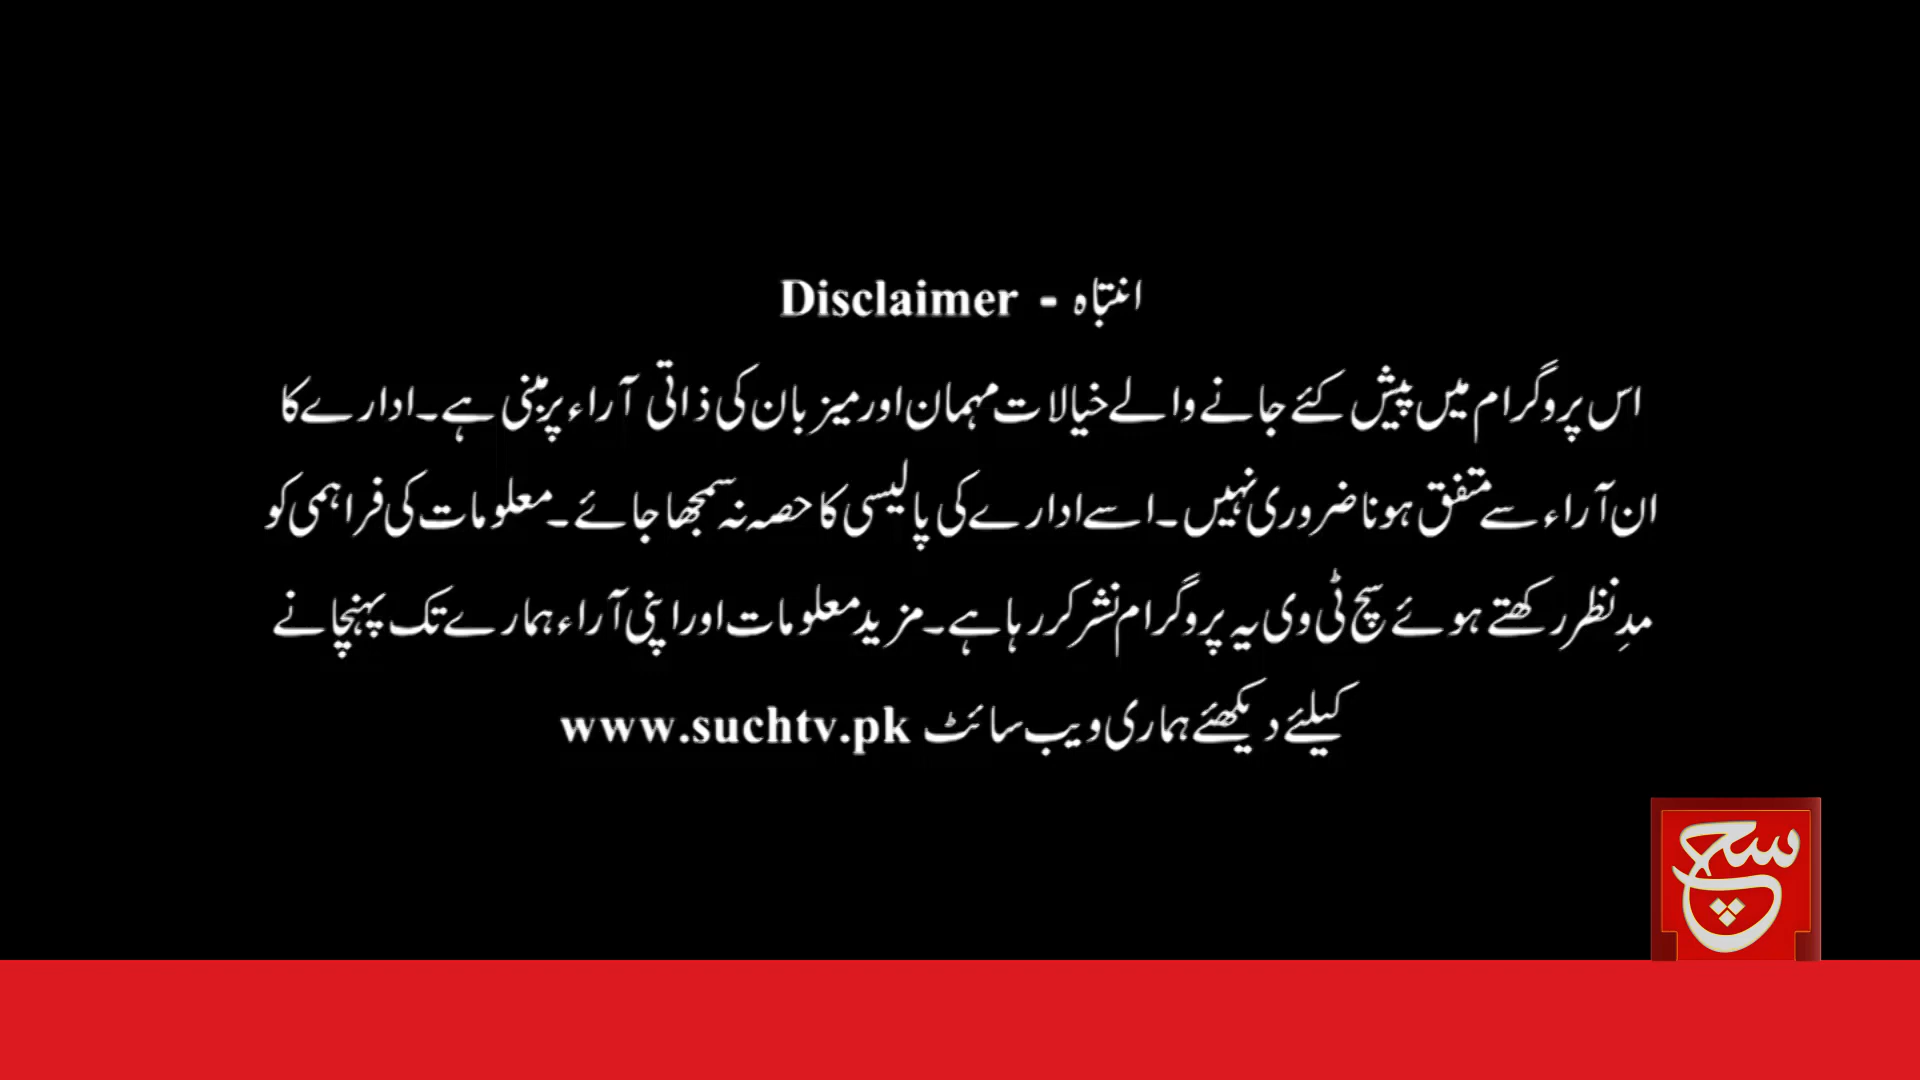 انتباہ - Disclaimer
اس پروگرام میں پیش کئے جانے والے خیالات مہمان اور میزبان کی ذاتی آراء پر مبنی ہے۔ ادارے کا
ان آراء سے متفق ہونا ضروری نہیں۔ اسے ادارے کی پالیسی کا حصہ نہ سمجھا جائے۔ معلومات کی فراہمی کو
مدِنظر رکھتے ہوئے سچ ٹی وی یہ پروگرام نشر کر رہا ہے۔ مزید معلومات اور اپنی آراء ہمارے تک پہنچانے
کیلئے دیکھئے ہماری ویب سائٹ www.suchtv.pk
سچ